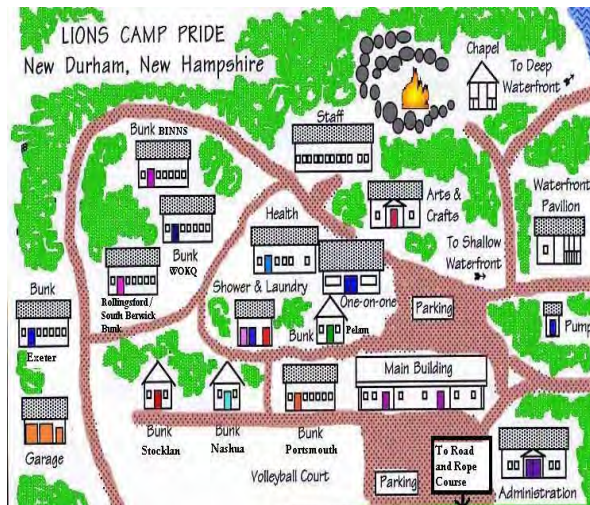 LIONS CAMP PRIDE
New Durham, New Hampshire
Chapel
To Deep
Waterfront
Staff
Bunk BINNS
Arts &
Crafts
Waterfront
Pavilion
Health
Bunk
WOKQ
To Shallow
Waterfront
Bunk
Exeter
Rollingsford/
South Berwick
Bunk
Shower & Laundry
One-on-one
Parking
Bunk
Pelam
Pump
Main Building
Garage
Bunk
Stocklan
Bunk
Nashua
Bunk
Portsmouth
Volleyball Court
Parking
To Road
and Rope
Course
Administration